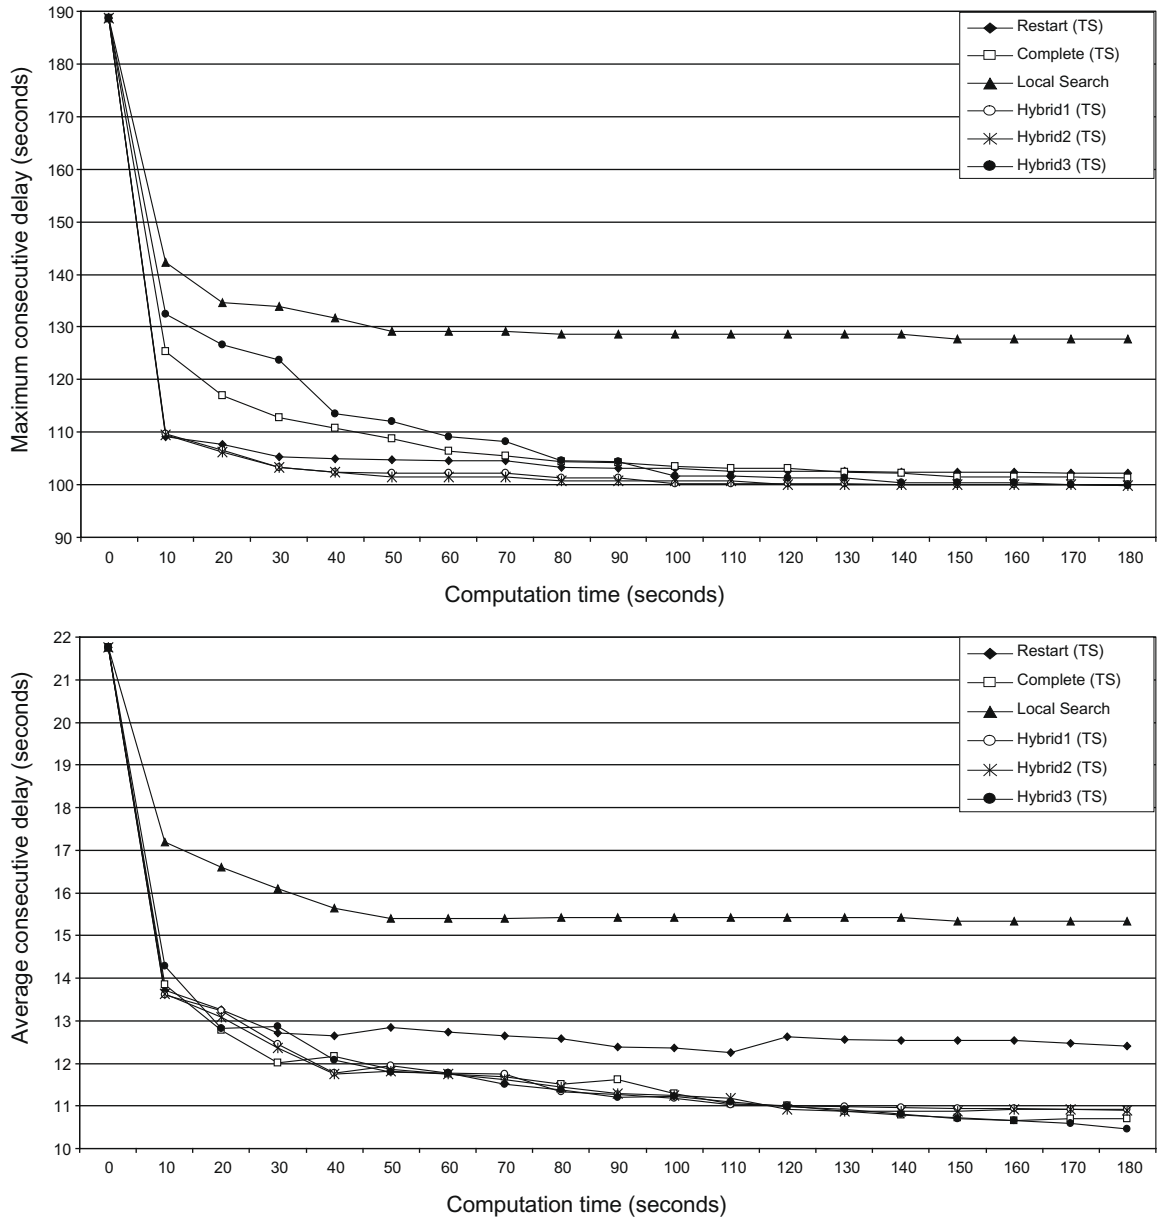 190
180
170
160
150
140
130
120
110
100
90
Maximum consecutive delay (seconds)
Restart (TS)
Complete (TS)
Local Search
Hybrid1 (TS)
Hybrid2 (TS)
Hybrid3 (TS)
0 10 20 30 40 50 60 70 80 90 100 110 120 130 140 150 160 170 180
Computation time (seconds)
22
21
20
19
18
17
16
15
14
13
12
11
10
Average consecutive delay (seconds)
Restart (TS)
Complete (TS)
Local Search
Hybrid1 (TS)
Hybrid2 (TS)
Hybrid3 (TS)
0 10 20 30 40 50 60 70 80 90 100 110 120 130 140 150 160 170 180
Computation time (seconds)